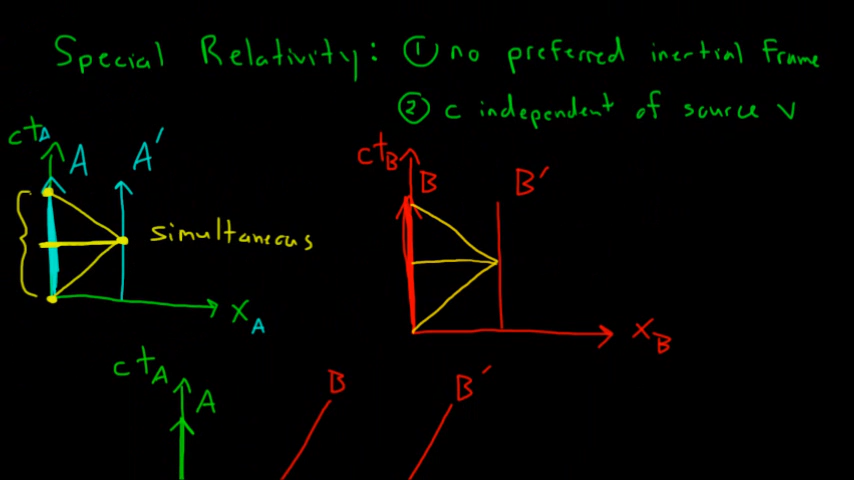 Special Relativity: ① no preferred inertial frame
② c independent of source v
ctA A A'
simultaneous
xA
ctB B B'
xB
ctA A B B'